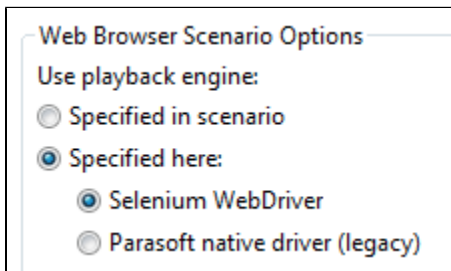 Web Browser Scenario Options
Use playback engine:
Specified in scenario
Specified here:
Selenium WebDriver
Parasoft native driver (legacy)